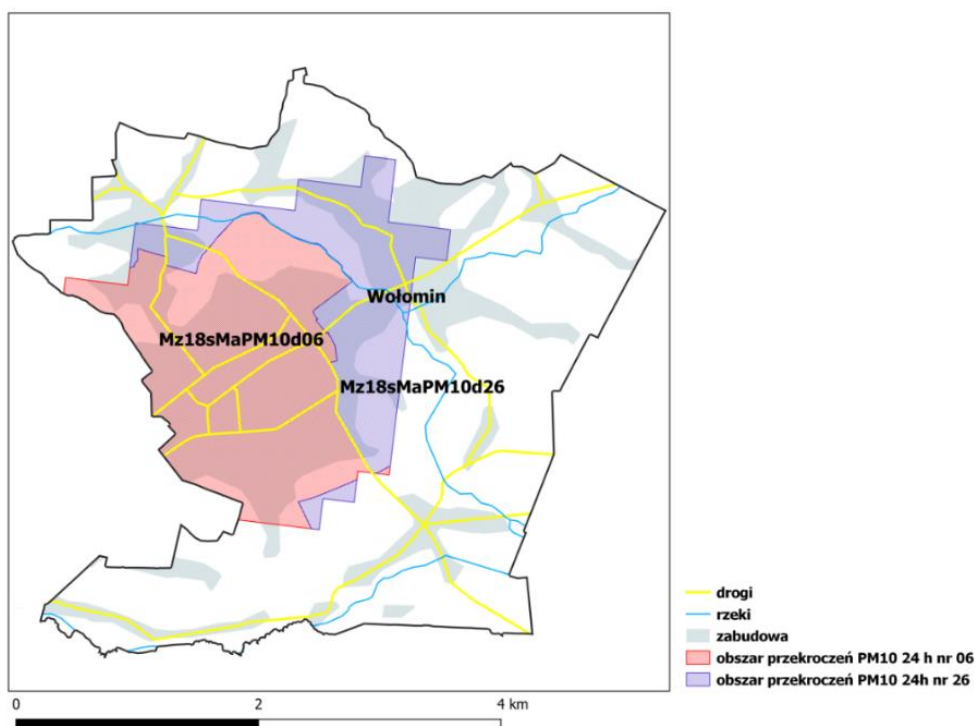 Wołomin
Mz18sMaPM10d06
Mz18sMaPM10d26
drogi
rzeki
zabudowa
obszar przekroczeń PM10 24 h nr 06
obszar przekroczeń PM10 24h nr 26
0 2 4 km